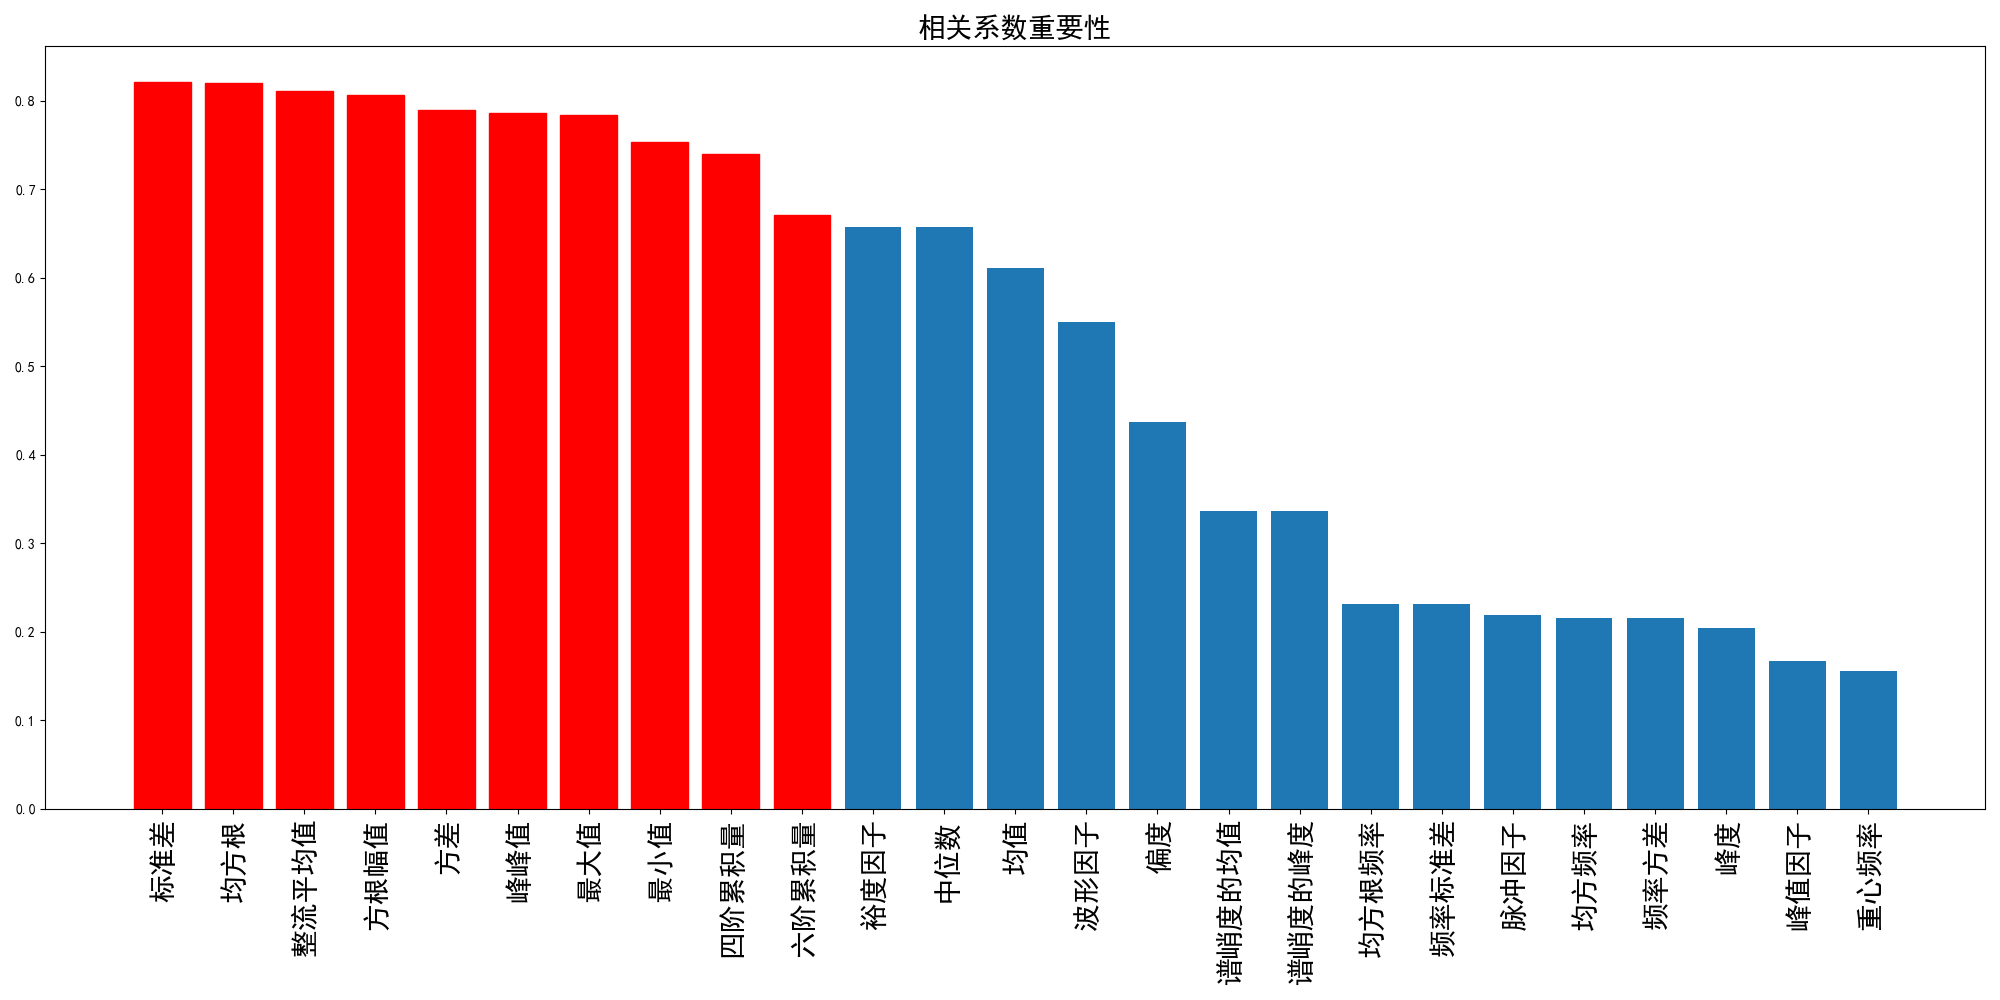 相关系数重要性
0.8
0.7
0.6
0.5
0.4
0.3
0.2
0.1
0.0
标准差
均方根
整流平均值
方根幅值
方差
峰峰值
最大值
最小值
四阶累积量
六阶累积量
裕度因子
中位数
均值
波形因子
偏度
谱峭度的均值
谱峭度的峰度
均方根频率
频率标准差
脉冲因子
均方频率
频率方差
峰度
峰值因子
重心频率